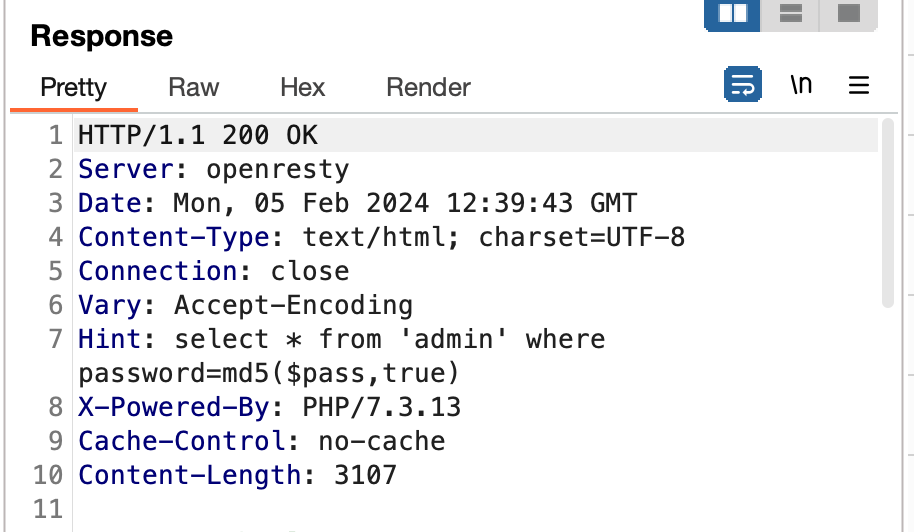 Response
Pretty Raw Hex Render \n
1 HTTP/1.1 200 OK
2 Server: openresty
3 Date: Mon, 05 Feb 2024 12:39:43 GMT
4 Content-Type: text/html; charset=UTF-8
5 Connection: close
6 Vary: Accept-Encoding
7 Hint: select * from 'admin' where
password=md5($pass,true)
8 X-Powered-By: PHP/7.3.13
9 Cache-Control: no-cache
10 Content-Length: 3107
11